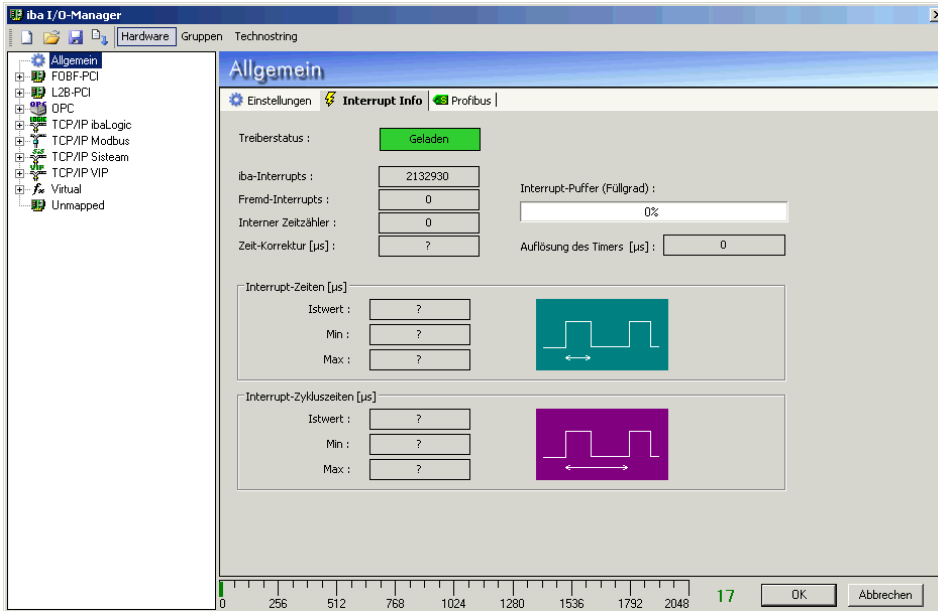 iba I/O-Manager
Hardware Gruppen Technostring
Allgemein
FOBF-PCI
L2B-PCI
OPC
TCP/IP ibaLogic
TCP/IP Modbus
TCP/IP Sisteam
TCP/IP VIP
Virtual
Unmapped
Allgemein
Einstellungen Interrupt Info Profibus
Treiberstatus : Geladen
iba-Interrupts : 2132930
Fremd-Interrupts : 0
Interner Zeitzähler : 0
Zeit-Korrektur [µs] : ?
Interrupt-Puffer (Füllgrad) :
0%
Auflösung des Timers [µs] : 0
Interrupt-Zeiten [µs]
Istwert : ?
Min : ?
Max : ?
Interrupt-Zykluszeiten [µs]
Istwert : ?
Min : ?
Max : ?
0 256 512 768 1024 1280 1536 1792 2048
17 OK Abbrechen